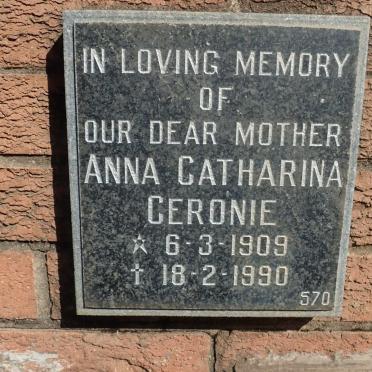 IN LOVING MEMORY
OF
OUR DEAR MOTHER
ANNA CATHARINA
CERONIE
☆ 6-3-1909
† 18-2-1990
570